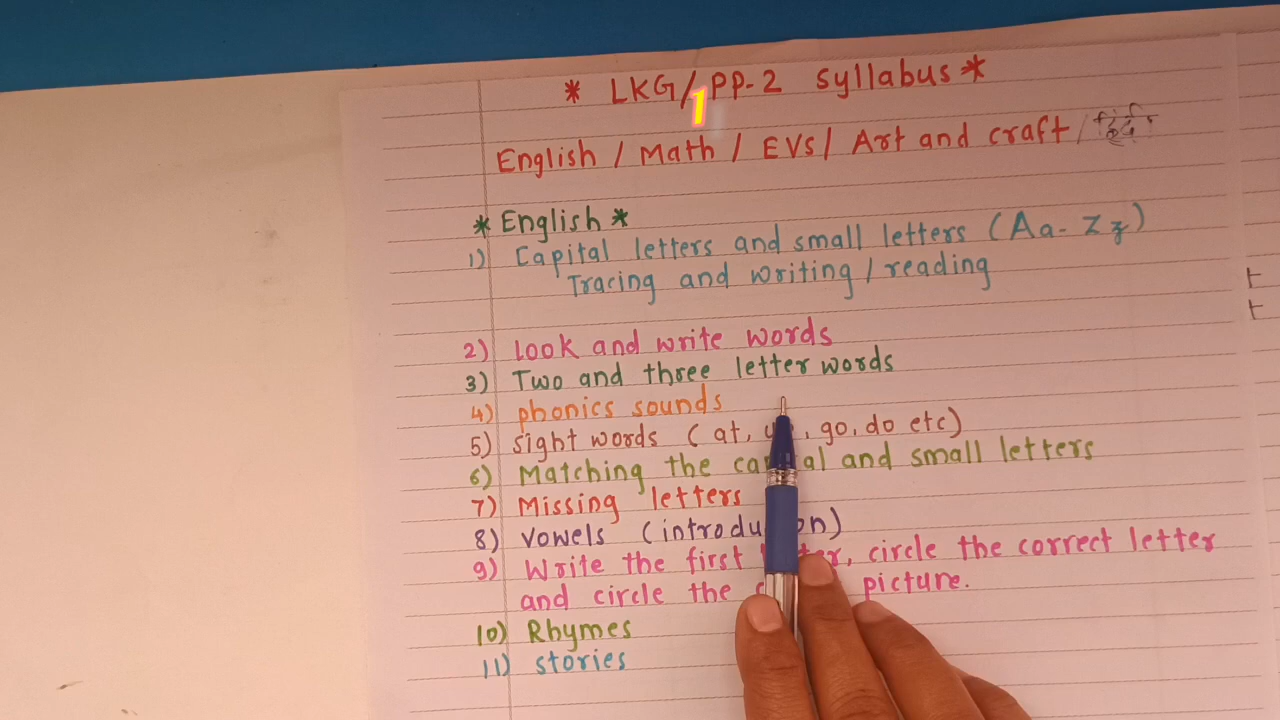 * LKG/ PP-2 Syllabus *
1
English / Math / EVS / Art and craft /
* English *
1) Capital letters and small letters (Aa- Zz)
Tracing and writing / reading
2) Look and write words
3) Two and three letter words
4) phonics sounds
5) sight words ( at, , go, do etc)
6) Matching the and small letters
7) Missing letters
8) vowels
9) Write the first , circle the correct letter
and circle the picture.
10) Rhymes
11) stories